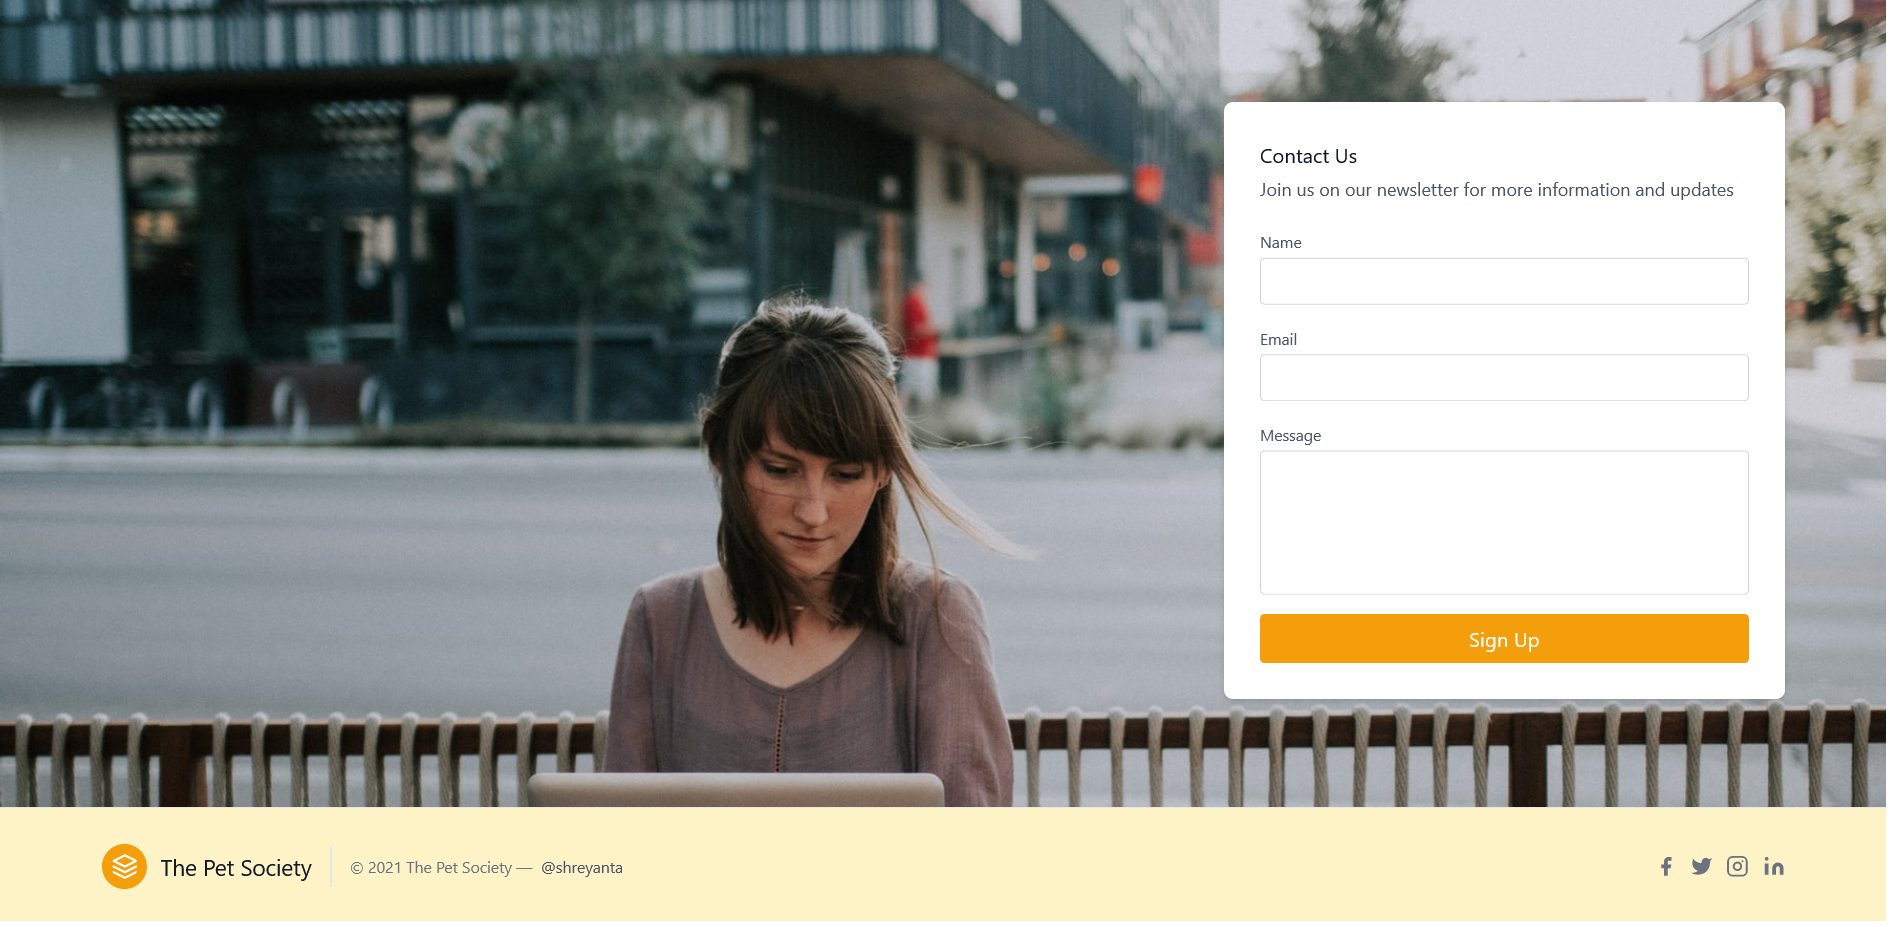 Contact Us
Join us on our newsletter for more information and updates
Name
Email
Message
Sign Up
The Pet Society
© 2021 The Pet Society — @shreyanta